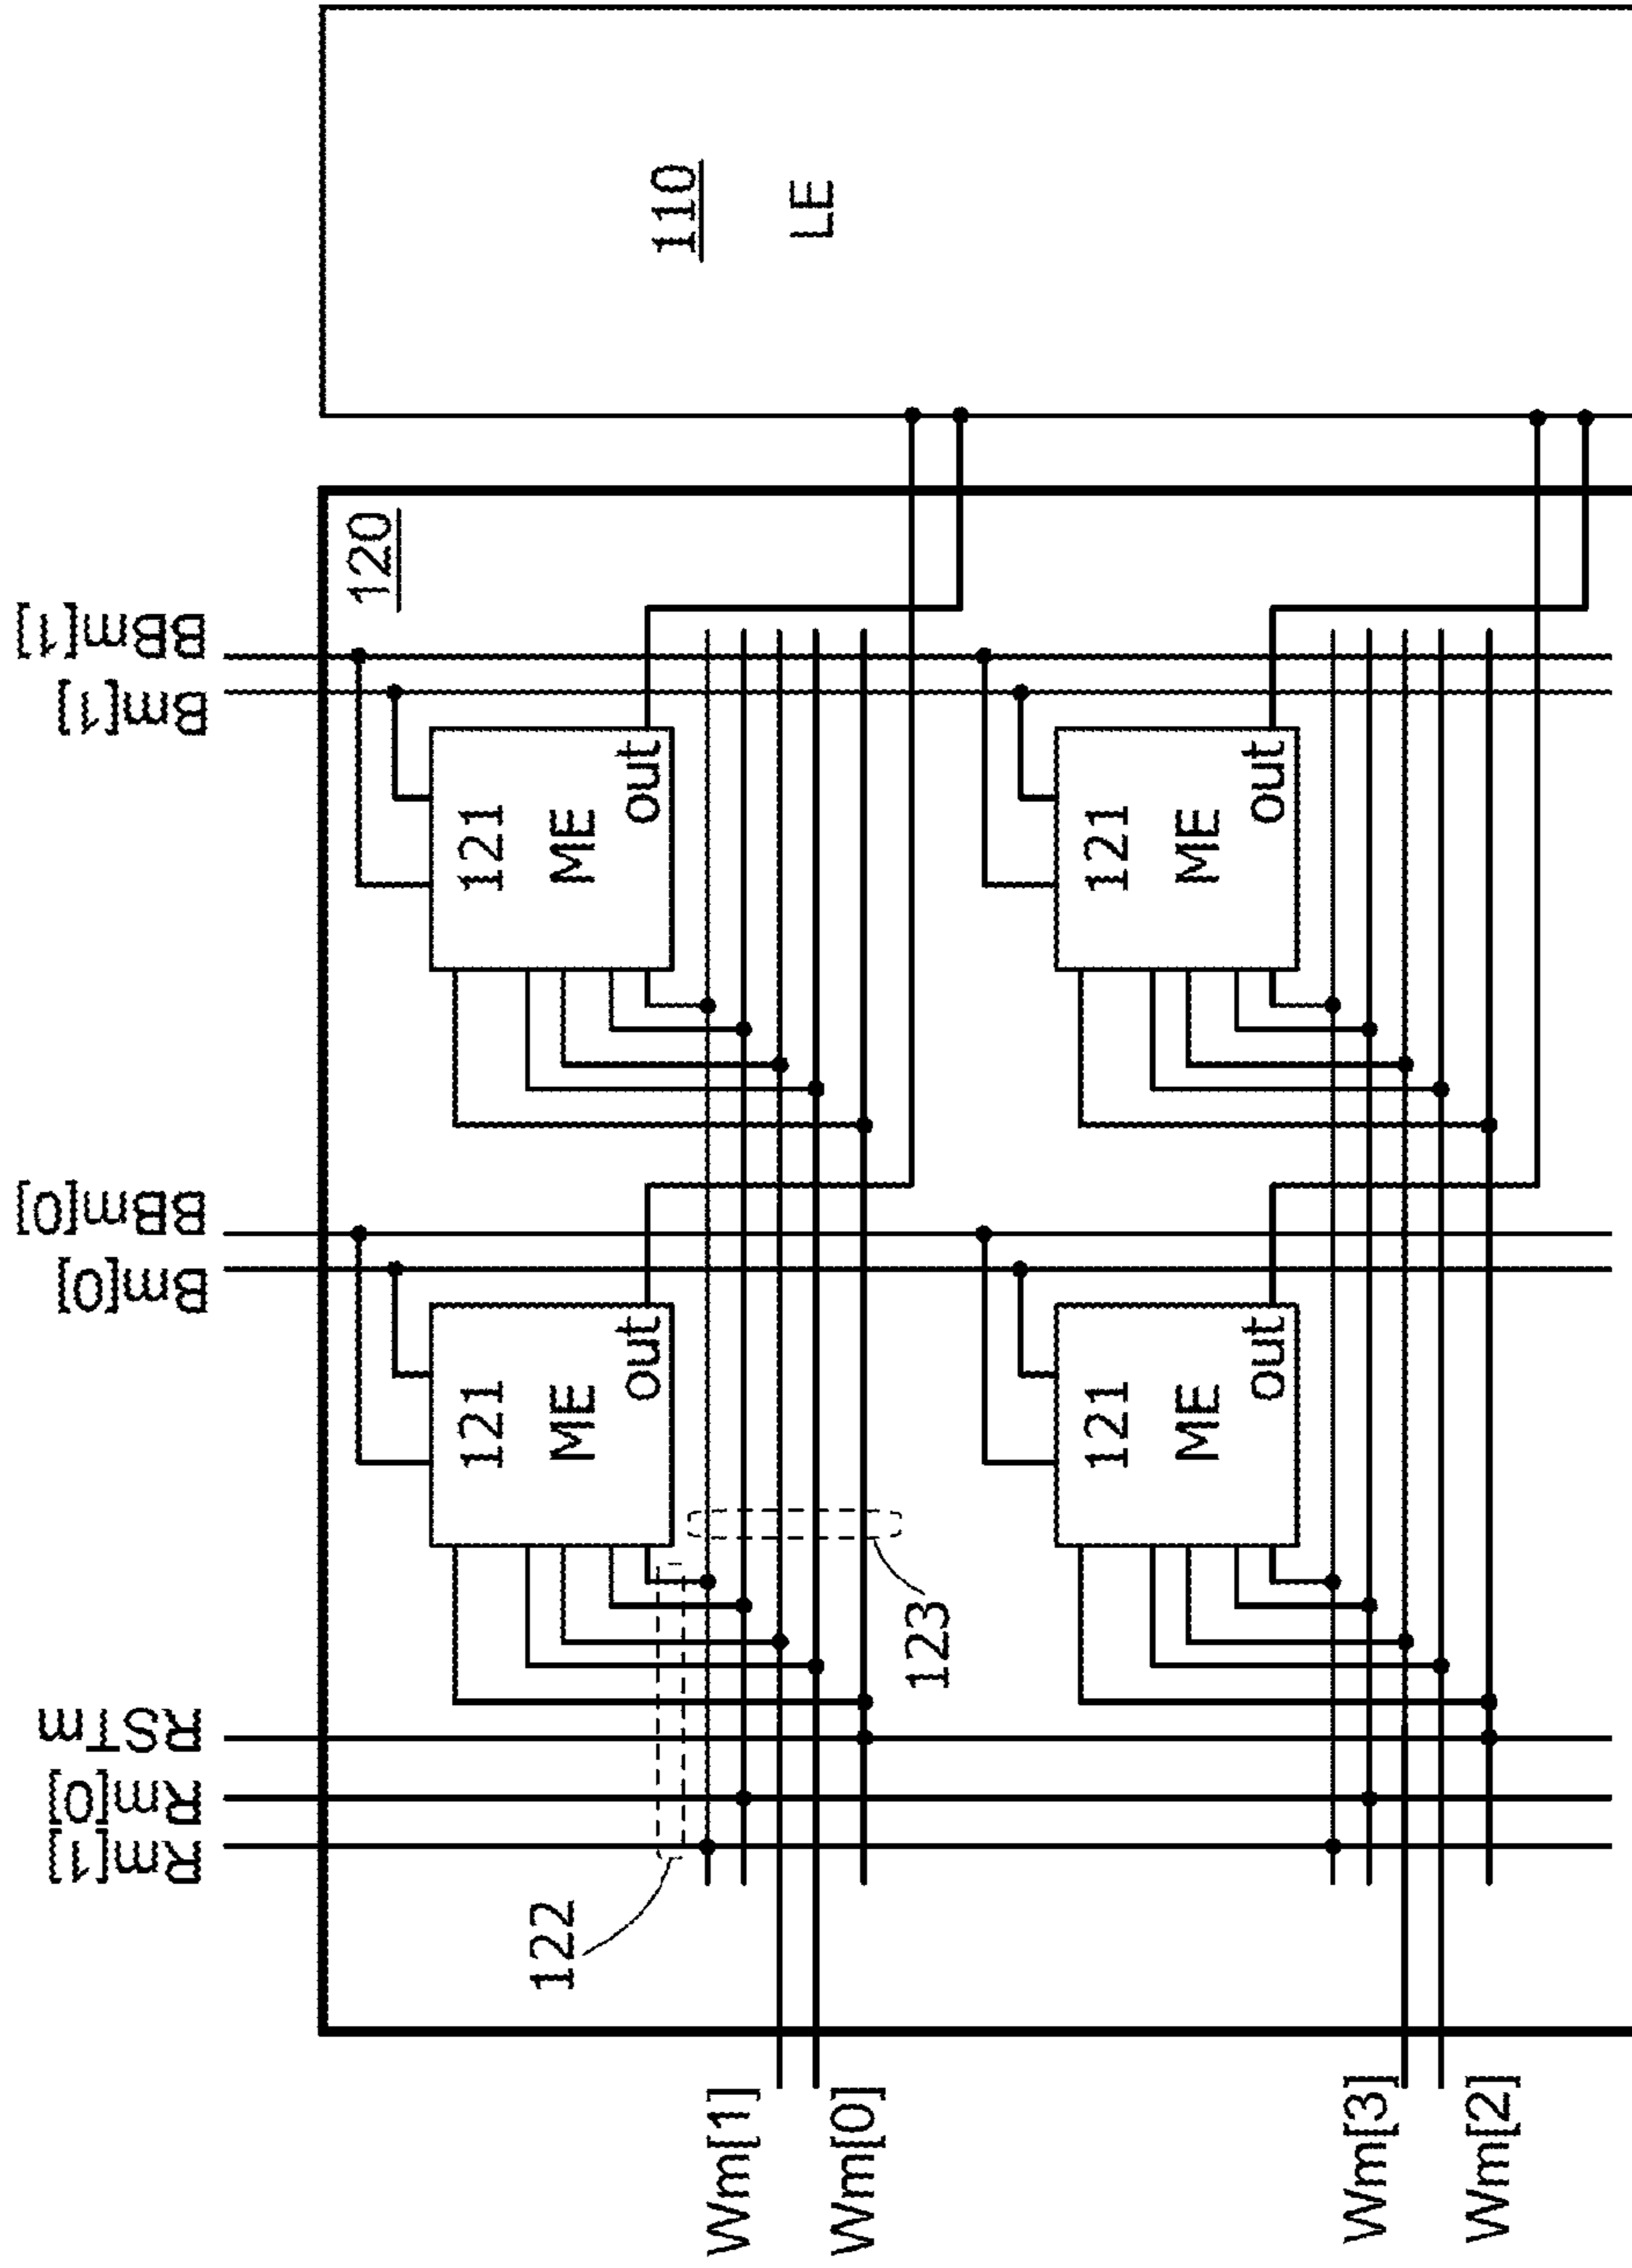 BBm[1]
Bm[1]
BBm[0]
Bm[0]
RSTm
Rm[0]
Rm[1]
120
110
LE
121
ME
out
121
ME
out
121
ME
out
121
ME
out
122
123
Wm[1]
Wm[0]
Wm[3]
Wm[2]